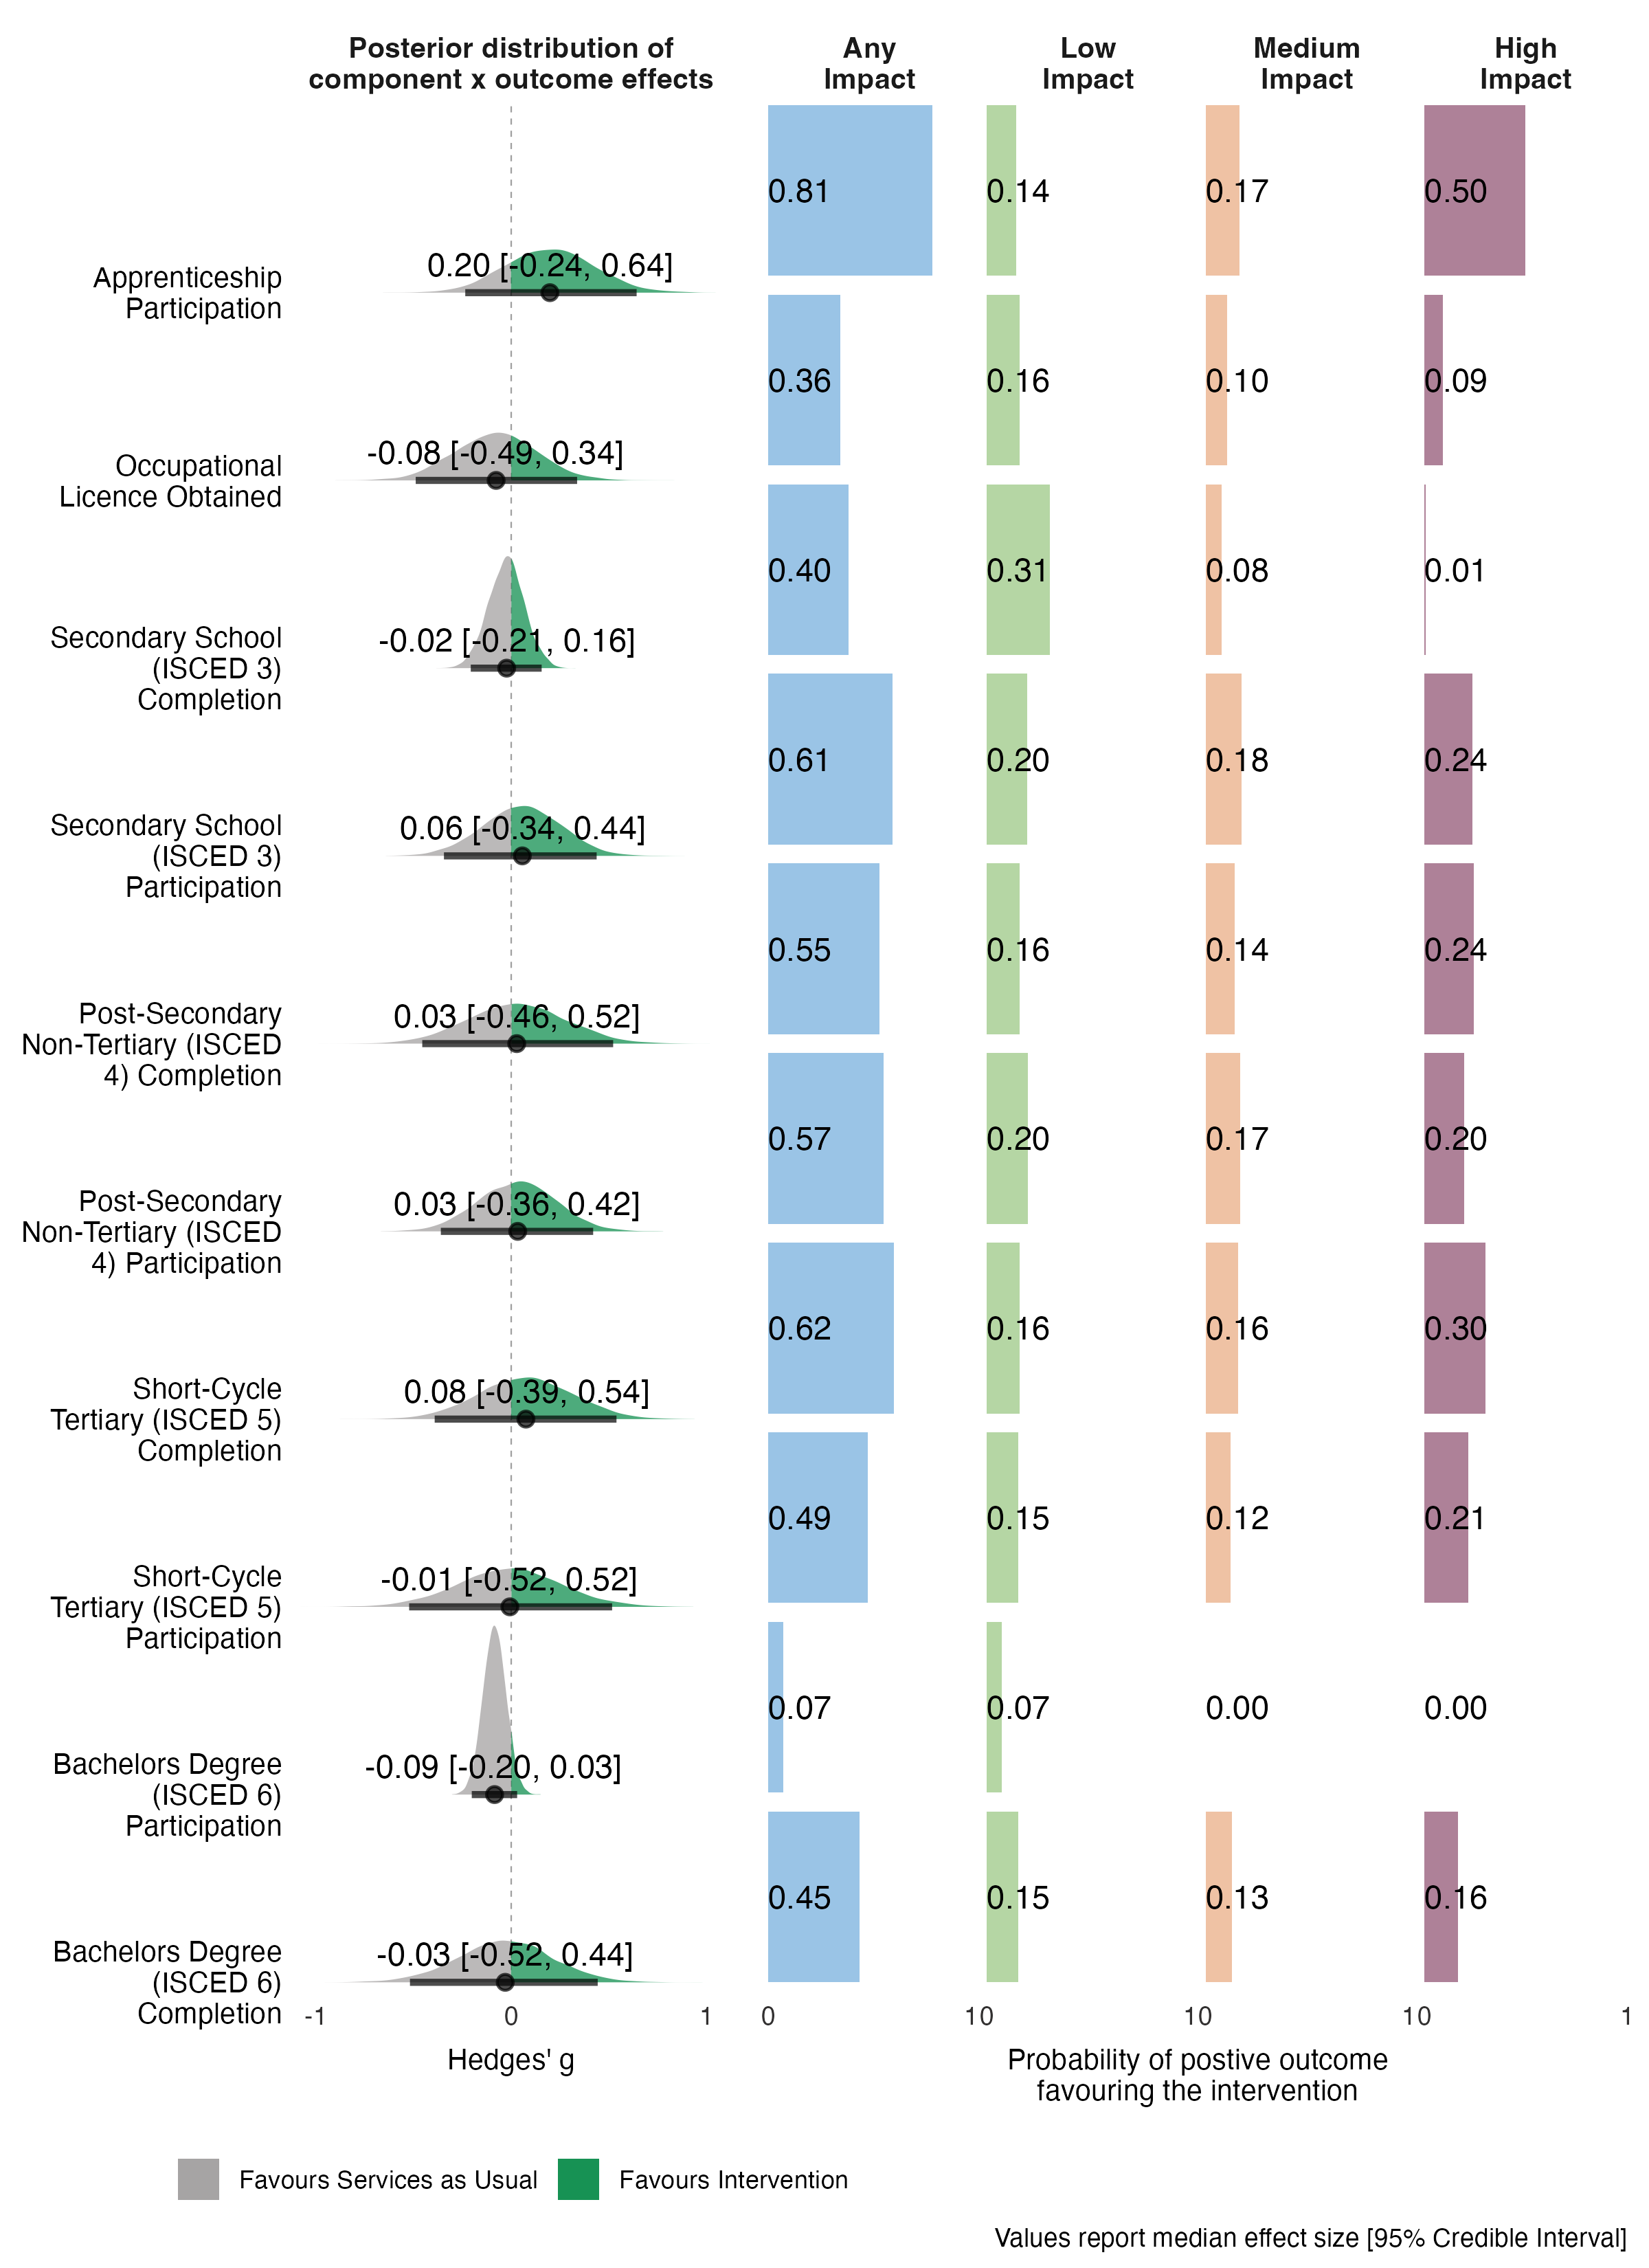 Posterior distribution of
component x outcome effects
Any
Impact
Low
Impact
Medium
Impact
High
Impact
Apprenticeship
Participation
0.20 [-0.24, 0.64]
0.81
0.14
0.17
0.50
Occupational
Licence Obtained
-0.08 [-0.49, 0.34]
0.36
0.16
0.10
0.09
Secondary School
(ISCED 3)
Completion
-0.02 [-0.21, 0.16]
0.40
0.31
0.08
0.01
Secondary School
(ISCED 3)
Participation
0.06 [-0.34, 0.44]
0.61
0.20
0.18
0.24
Post-Secondary
Non-Tertiary (ISCED
4) Completion
0.03 [-0.46, 0.52]
0.55
0.16
0.14
0.24
Post-Secondary
Non-Tertiary (ISCED
4) Participation
0.03 [-0.36, 0.42]
0.57
0.20
0.17
0.20
Short-Cycle
Tertiary (ISCED 5)
Completion
0.08 [-0.39, 0.54]
0.62
0.16
0.16
0.30
Short-Cycle
Tertiary (ISCED 5)
Participation
-0.01 [-0.52, 0.52]
0.49
0.15
0.12
0.21
Bachelors Degree
(ISCED 6)
Participation
-0.09 [-0.20, 0.03]
0.07
0.07
0.00
0.00
Bachelors Degree
(ISCED 6)
Completion
-0.03 [-0.52, 0.44]
0.45
0.15
0.13
0.16
-1 0 1
0 10 10 10 1
Hedges' g
Probability of postive outcome
favouring the intervention
Favours Services as Usual
Favours Intervention
Values report median effect size [95% Credible Interval]